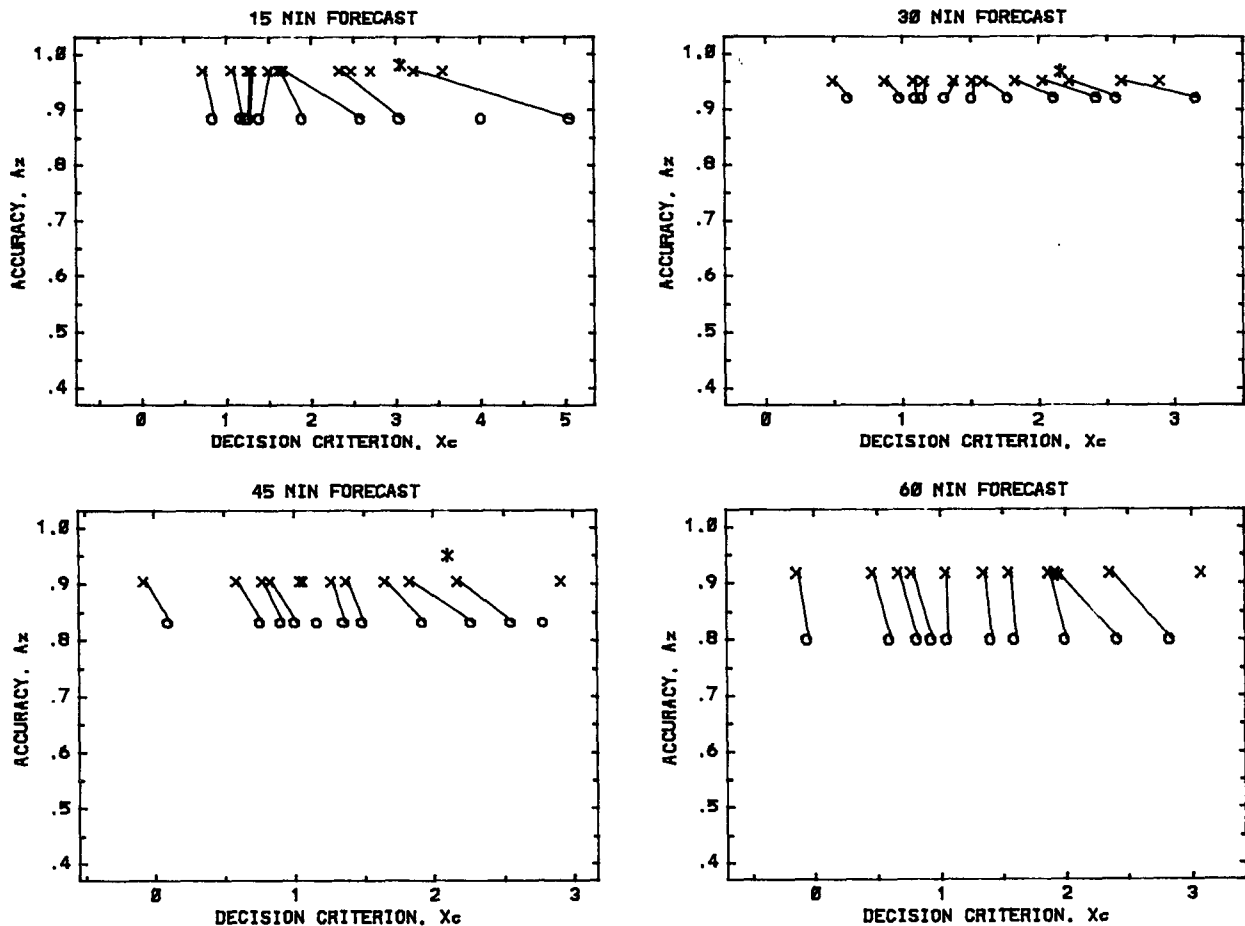 15 MIN FORECAST
1.0
.9
.8
.7
.6
.5
.4
ACCURACY, Az
0 1 2 3 4 5
DECISION CRITERION, Xc
30 MIN FORECAST
1.0
.9
.8
.7
.6
.5
.4
ACCURACY, Az
0 1 2 3
DECISION CRITERION, Xc
45 MIN FORECAST
1.0
.9
.8
.7
.6
.5
.4
ACCURACY, Az
0 1 2 3
DECISION CRITERION, Xc
60 MIN FORECAST
1.0
.9
.8
.7
.6
.5
.4
ACCURACY, Az
0 1 2 3
DECISION CRITERION, Xc